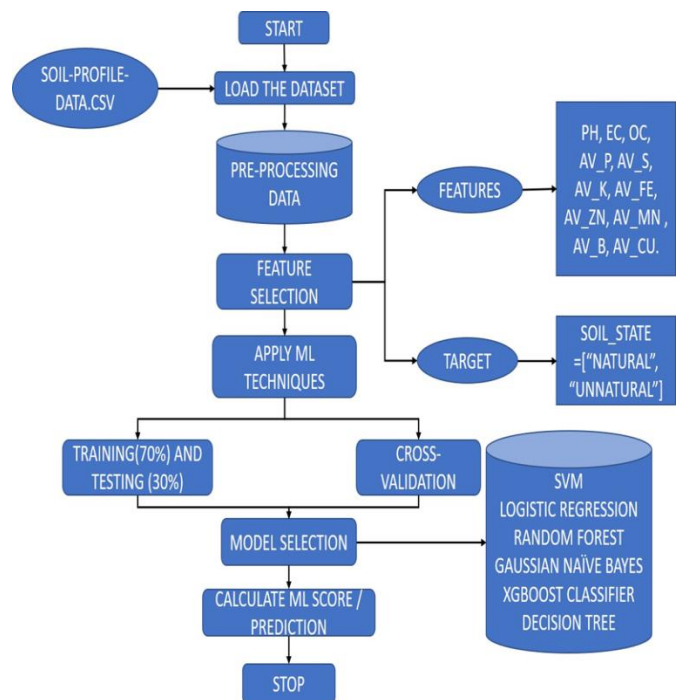 START
SOIL-PROFILE-
DATA.CSV
LOAD THE DATASET
PRE-PROCESSING
DATA
FEATURES
PH, EC, OC,
AV_P, AV_S,
AV_K, AV_FE,
AV_ZN, AV_MN ,
AV_B, AV_CU.
FEATURE
SELECTION
TARGET
SOIL_STATE
=["NATURAL",
"UNNATURAL"]
APPLY ML
TECHNIQUES
TRAINING(70%) AND
TESTING (30%)
CROSS-
VALIDATION
MODEL SELECTION
SVM
LOGISTIC REGRESSION
RANDOM FOREST
GAUSSIAN NAÏVE BAYES
XGBOOST CLASSIFIER
DECISION TREE
CALCULATE ML SCORE /
PREDICTION
STOP